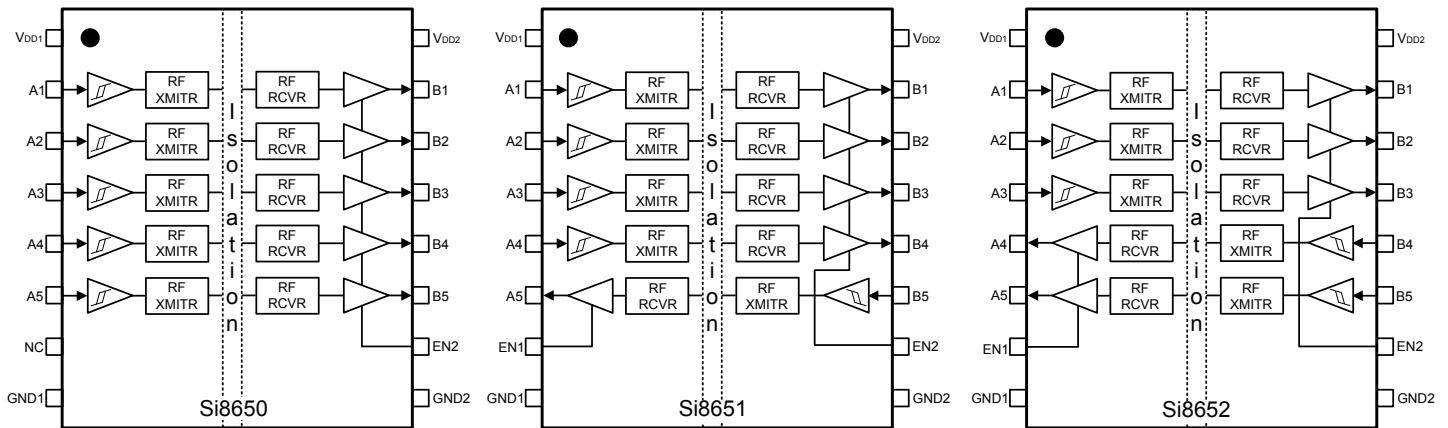 VDD1 VDD2
A1 RF XMITR RF RCVR B1
A2 RF XMITR RF RCVR B2
A3 RF XMITR RF RCVR B3
A4 RF XMITR RF RCVR B4
A5 RF XMITR RF RCVR B5
NC EN2
GND1 GND2
Isolation
Si8650
VDD1 VDD2
A1 RF XMITR RF RCVR B1
A2 RF XMITR RF RCVR B2
A3 RF XMITR RF RCVR B3
A4 RF XMITR RF RCVR B4
A5 RF RCVR RF XMITR B5
EN1 EN2
GND1 GND2
Isolation
Si8651
VDD1 VDD2
A1 RF XMITR RF RCVR B1
A2 RF XMITR RF RCVR B2
A3 RF XMITR RF RCVR B3
A4 RF RCVR RF XMITR B4
A5 RF RCVR RF XMITR B5
EN1 EN2
GND1 GND2
Isolation
Si8652